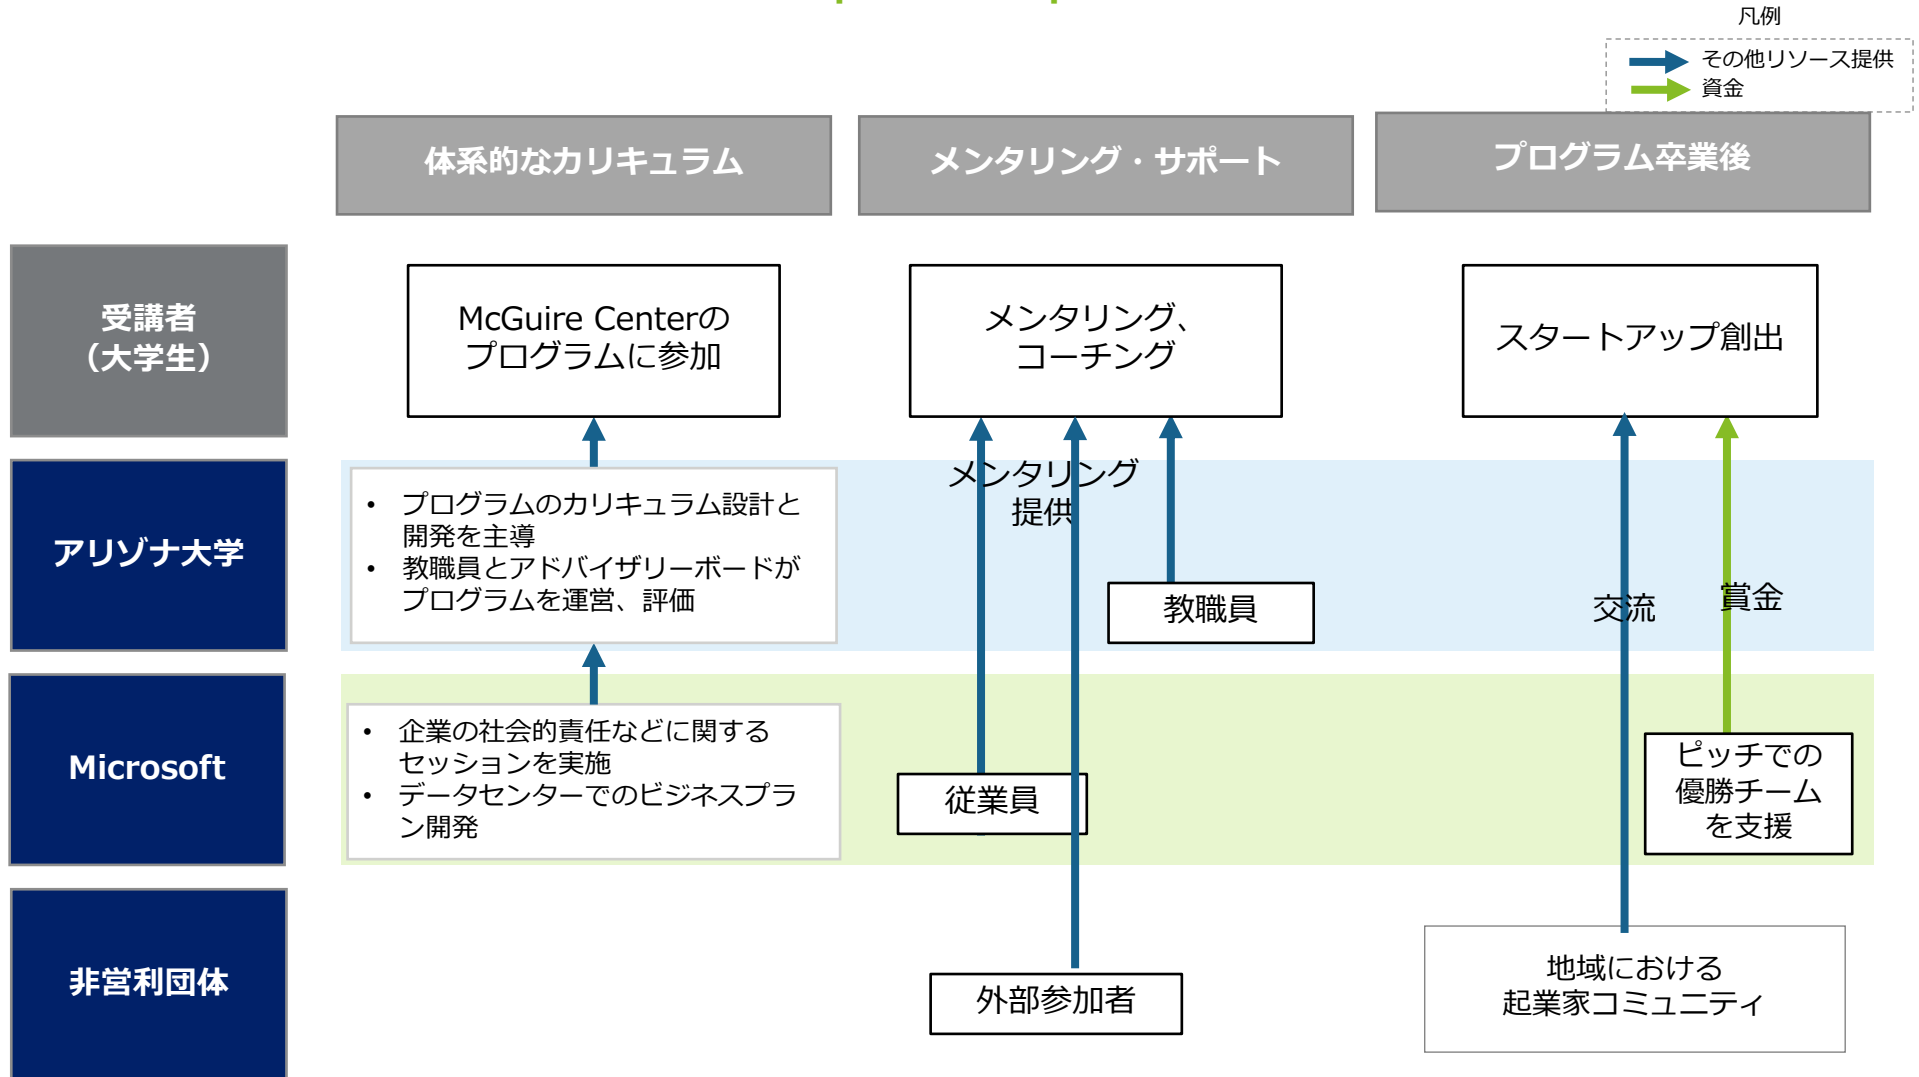 凡例
その他リソース提供
資金
体系的なカリキュラム
メンタリング・サポート
プログラム卒業後
受講者
（大学生）
McGuire Centerの
プログラムに参加
メンタリング、
コーチング
スタートアップ創出
アリゾナ大学
• プログラムのカリキュラム設計と
開発を主導
• 教職員とアドバイザリーボードが
プログラムを運営、評価
メンタリング
提供
教職員
交流
賞金
Microsoft
• 企業の社会的責任などに関する
セッションを実施
• データセンターでのビジネスプラ
ン開発
従業員
ピッチでの
優勝チーム
を支援
非営利団体
外部参加者
地域における
起業家コミュニティ